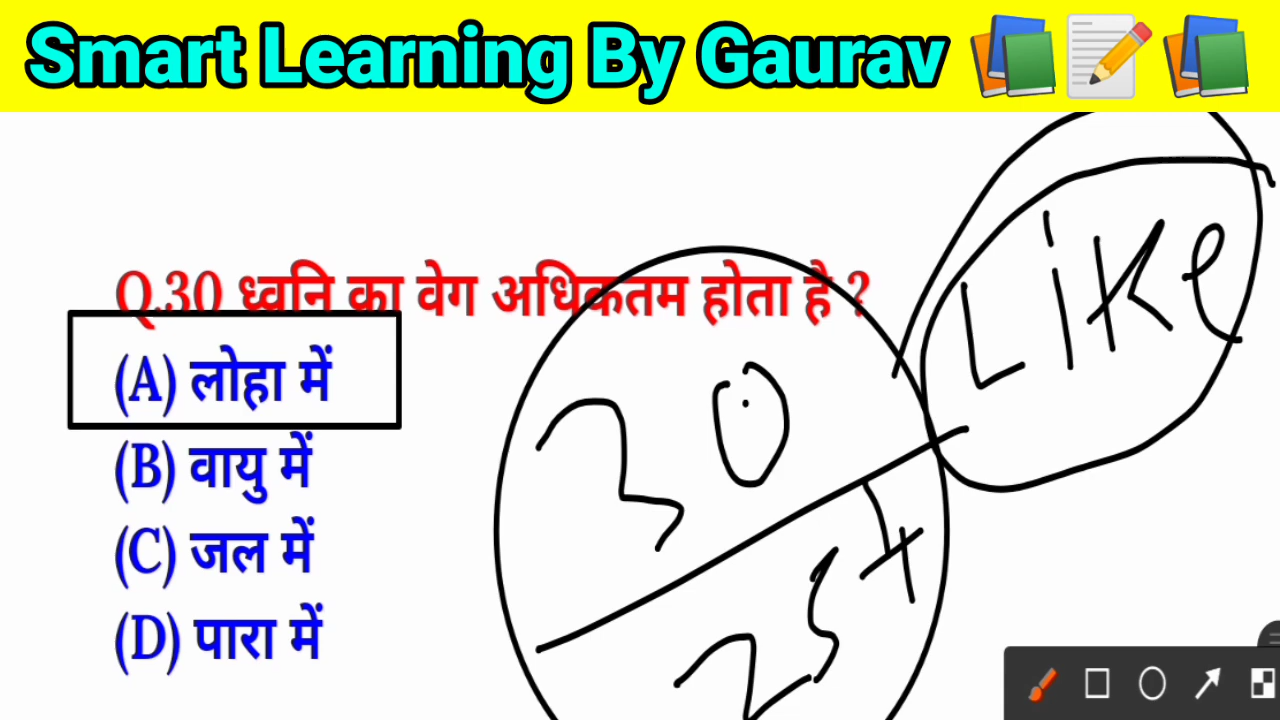 Smart Learning By Gaurav
Q.30 ध्वनि का वेग अधिकतम होता है ?
(A) लोहा में
(B) वायु में
(C) जल में
(D) पारा में
Like
30
25+